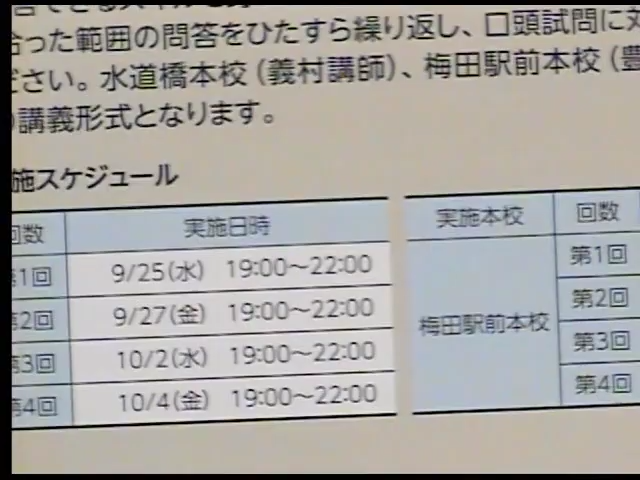 った範囲の問答をひたすら繰り返し、口頭試問に
ださい。水道橋本校（義村講師）、梅田駅前本校（
講義形式となります。
施スケジュール
回数 実施日時 実施本校 回数
1回 9/25(水) 19:00～22:00 梅田駅前本校 第1回
2回 9/27(金) 19:00～22:00 第2回
3回 10/2(水) 19:00～22:00 第3回
4回 10/4(金) 19:00～22:00 第4回